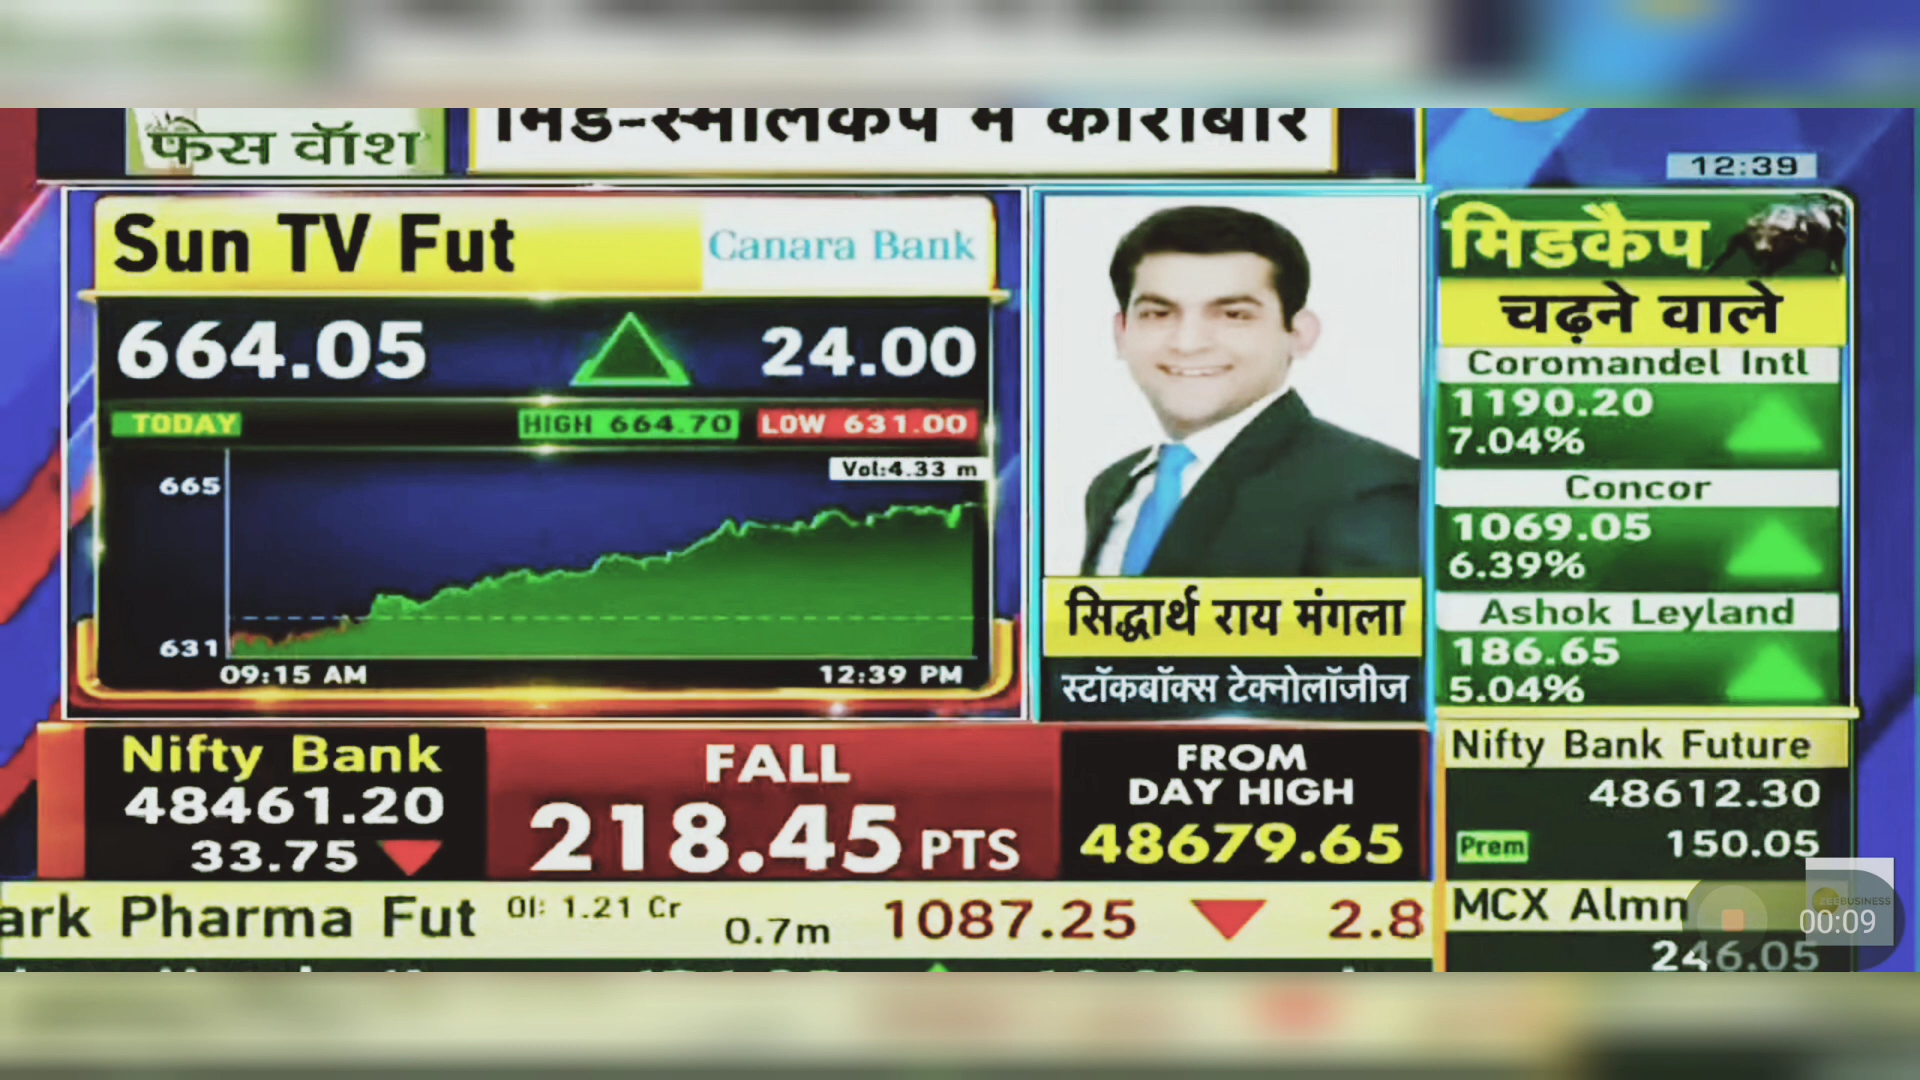 फेस वॉश
मिड-स्मॉलकैप में कारोबार
12:39
Sun TV Fut
Canara Bank
664.05 24.00
TODAY HIGH 664.70 LOW 631.00
Vol:4.33 m
665
631
09:15 AM 12:39 PM
सिद्धार्थ राय मंगला
स्टॉकबॉक्स टेक्नोलॉजीज
मिडकैप
चढ़ने वाले
Coromandel Intl
1190.20
7.04%
Concor
1069.05
6.39%
Ashok Leyland
186.65
5.04%
Nifty Bank
48461.20
33.75
FALL
218.45 PTS
FROM
DAY HIGH
48679.65
Nifty Bank Future
48612.30
Prem 150.05
MCX Almn
246.05
ZEEBUSINESS
00:09
ark Pharma Fut OI: 1.21 Cr 0.7m 1087.25 2.8